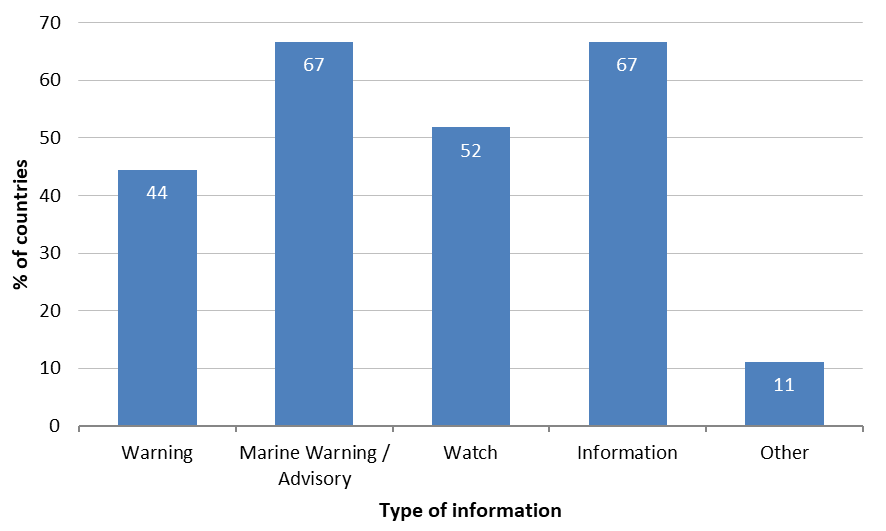 70
60
50
40
30
20
10
0
% of countries
44
67
52
67
11
Warning
Marine Warning /
Advisory
Watch
Information
Other
Type of information